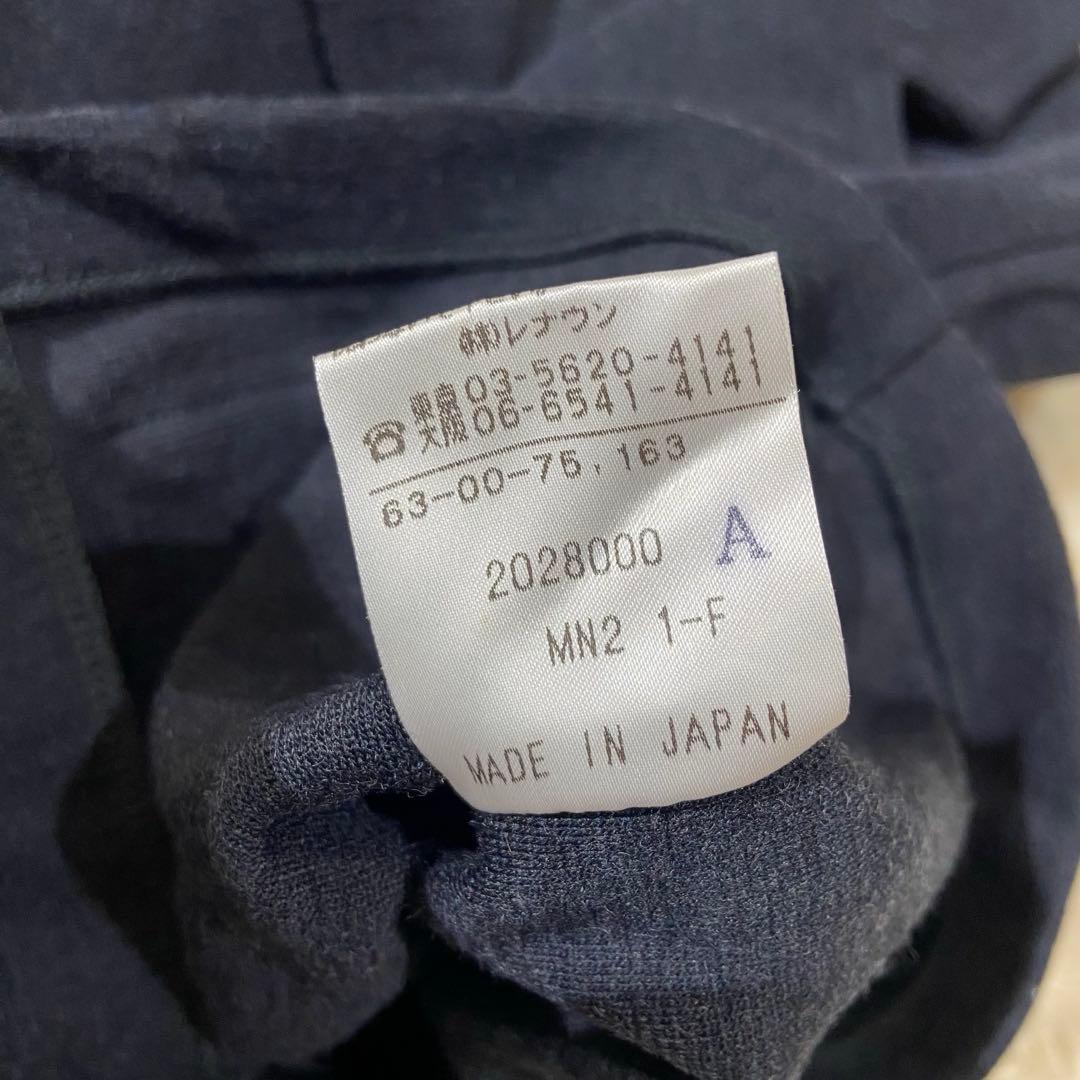 ㈱レナウン
☎ 東京03-5620-4141
大阪06-6541-4141
63-00-75,163
2028000 A
MN2 1-F
MADE IN JAPAN